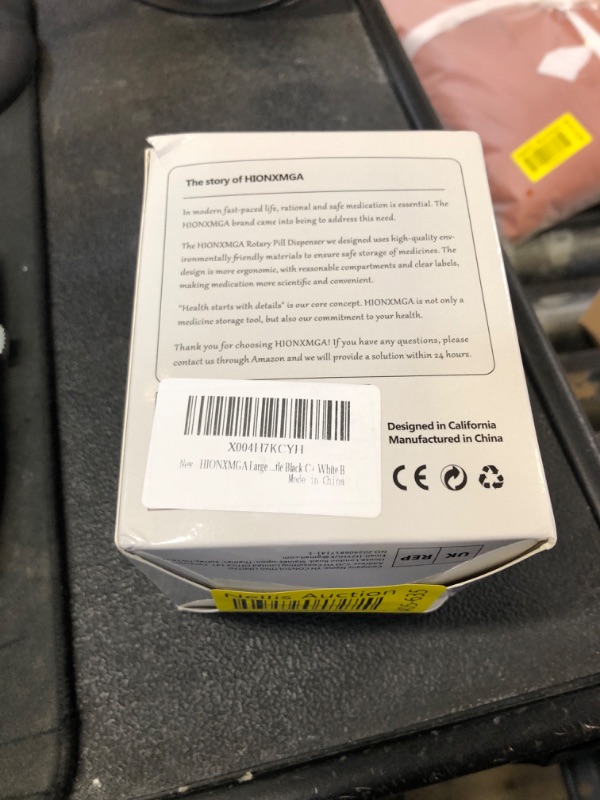 The story of HIONXMGA
In modern fast-paced life, rational and safe medication is essential. The
HIONXMGA brand came into being to address this need.
The HIONXMGA Rotary Pill Dispenser we designed uses high-quality env-
ironmentally friendly materials to ensure safe storage of medicines. The
design is more ergonomic, with reasonable compartments and clear labels,
making medication more scientific and convenient.
"Health starts with details" is our core concept. HIONXMGA is not only a
medicine storage tool, but also our commitment to your health.
Thank you for choosing HIONXMGA! If you have any questions, please
contact us through Amazon and we will provide a solution within 24 hours.
X004H7KCYH
New HIONXMGA Large ...tle Black C+ White B
Made in China
Designed in California
Manufactured in China
CE
UK REP
Nellis Auction